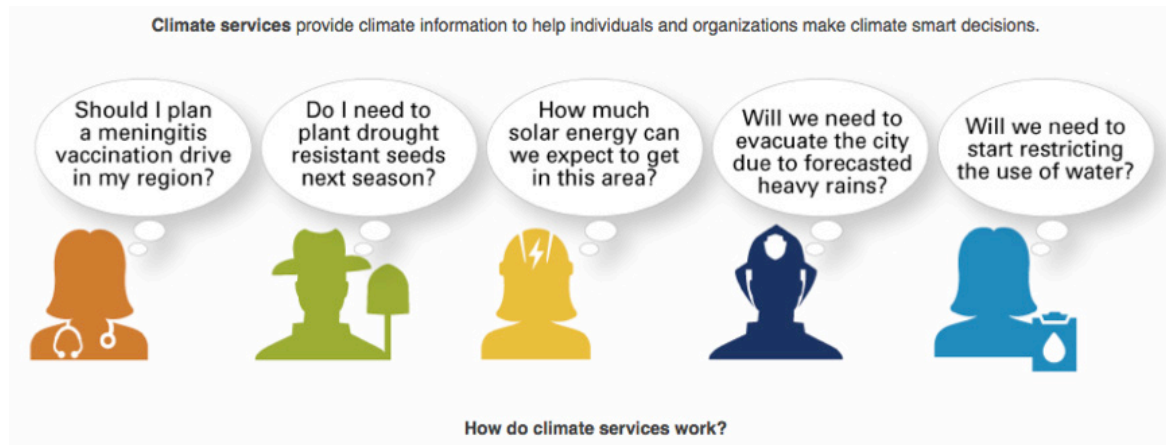 Climate services provide climate information to help individuals and organizations make climate smart decisions.
Should I plan
a meningitis
vaccination drive
in my region?
Do I need to
plant drought
resistant seeds
next season?
How much
solar energy can
we expect to get
in this area?
Will we need to
evacuate the city
due to forecasted
heavy rains?
Will we need to
start restricting
the use of water?
How do climate services work?